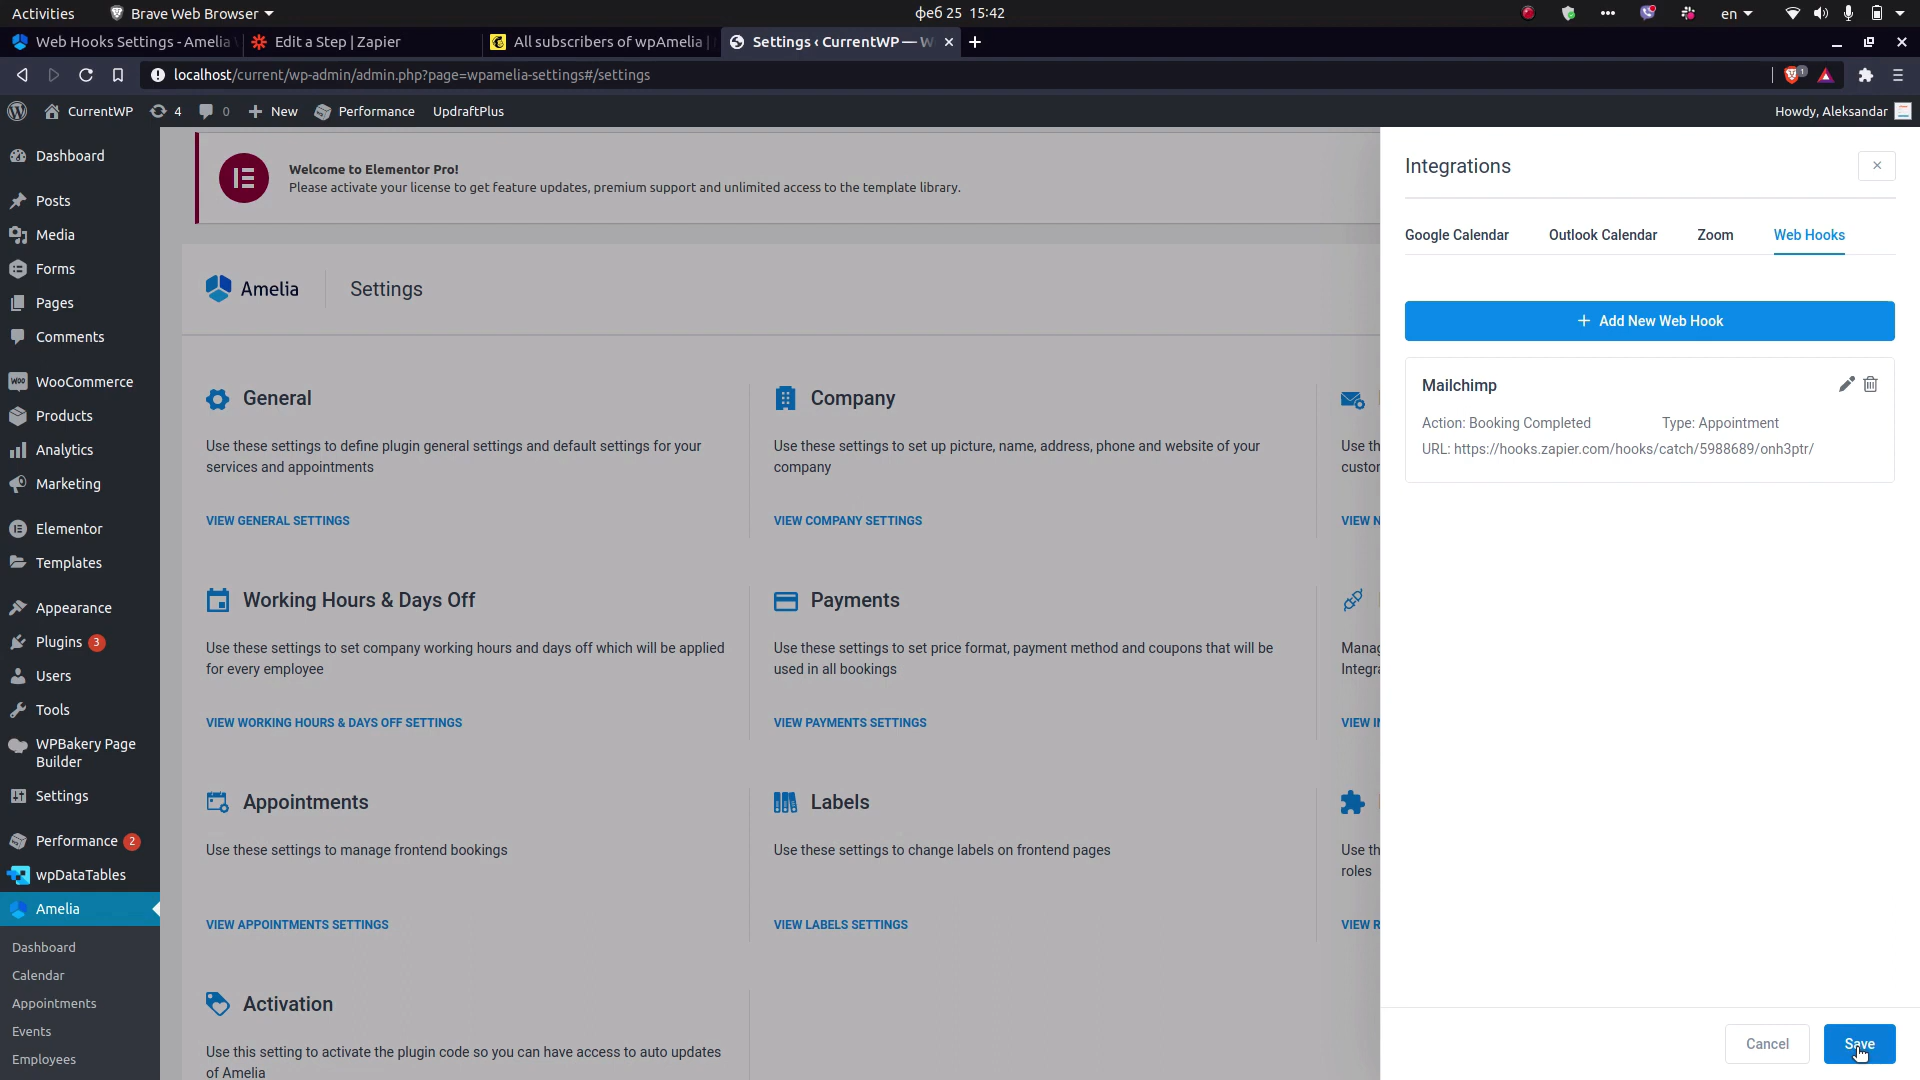 Activities
Brave Web Browser
феб 25 15:42
en
Web Hooks Settings - Amelia
Edit a Step | Zapier
All subscribers of wpAmelia |
Settings ‹ CurrentWP — W
localhost/current/wp-admin/admin.php?page=wpamelia-settings#/settings
1
CurrentWP
4
0
New
Performance
UpdraftPlus
Howdy, Aleksandar
Dashboard
Posts
Media
Forms
Pages
Comments
WooCommerce
Products
Analytics
Marketing
Elementor
Templates
Appearance
Plugins 3
Users
Tools
WPBakery Page
Builder
Settings
Performance 2
wpDataTables
Amelia
Dashboard
Calendar
Appointments
Events
Employees
Welcome to Elementor Pro!
Please activate your license to get feature updates, premium support and unlimited access to the template library.
Amelia
Settings
General
Use these settings to define plugin general settings and default settings for your
services and appointments
VIEW GENERAL SETTINGS
Company
Use these settings to set up picture, name, address, phone and website of your
company
VIEW COMPANY SETTINGS
Use th
custor
VIEW N
Working Hours & Days Off
Use these settings to set company working hours and days off which will be applied
for every employee
VIEW WORKING HOURS & DAYS OFF SETTINGS
Payments
Use these settings to set price format, payment method and coupons that will be
used in all bookings
VIEW PAYMENTS SETTINGS
Manag
Integra
VIEW I
Appointments
Use these settings to manage frontend bookings
VIEW APPOINTMENTS SETTINGS
Labels
Use these settings to change labels on frontend pages
VIEW LABELS SETTINGS
Use th
roles
VIEW R
Activation
Use this setting to activate the plugin code so you can have access to auto updates
of Amelia
Integrations
Google Calendar
Outlook Calendar
Zoom
Web Hooks
Add New Web Hook
Mailchimp
Action: Booking Completed
Type: Appointment
URL: https://hooks.zapier.com/hooks/catch/5988689/onh3ptr/
Cancel
Save